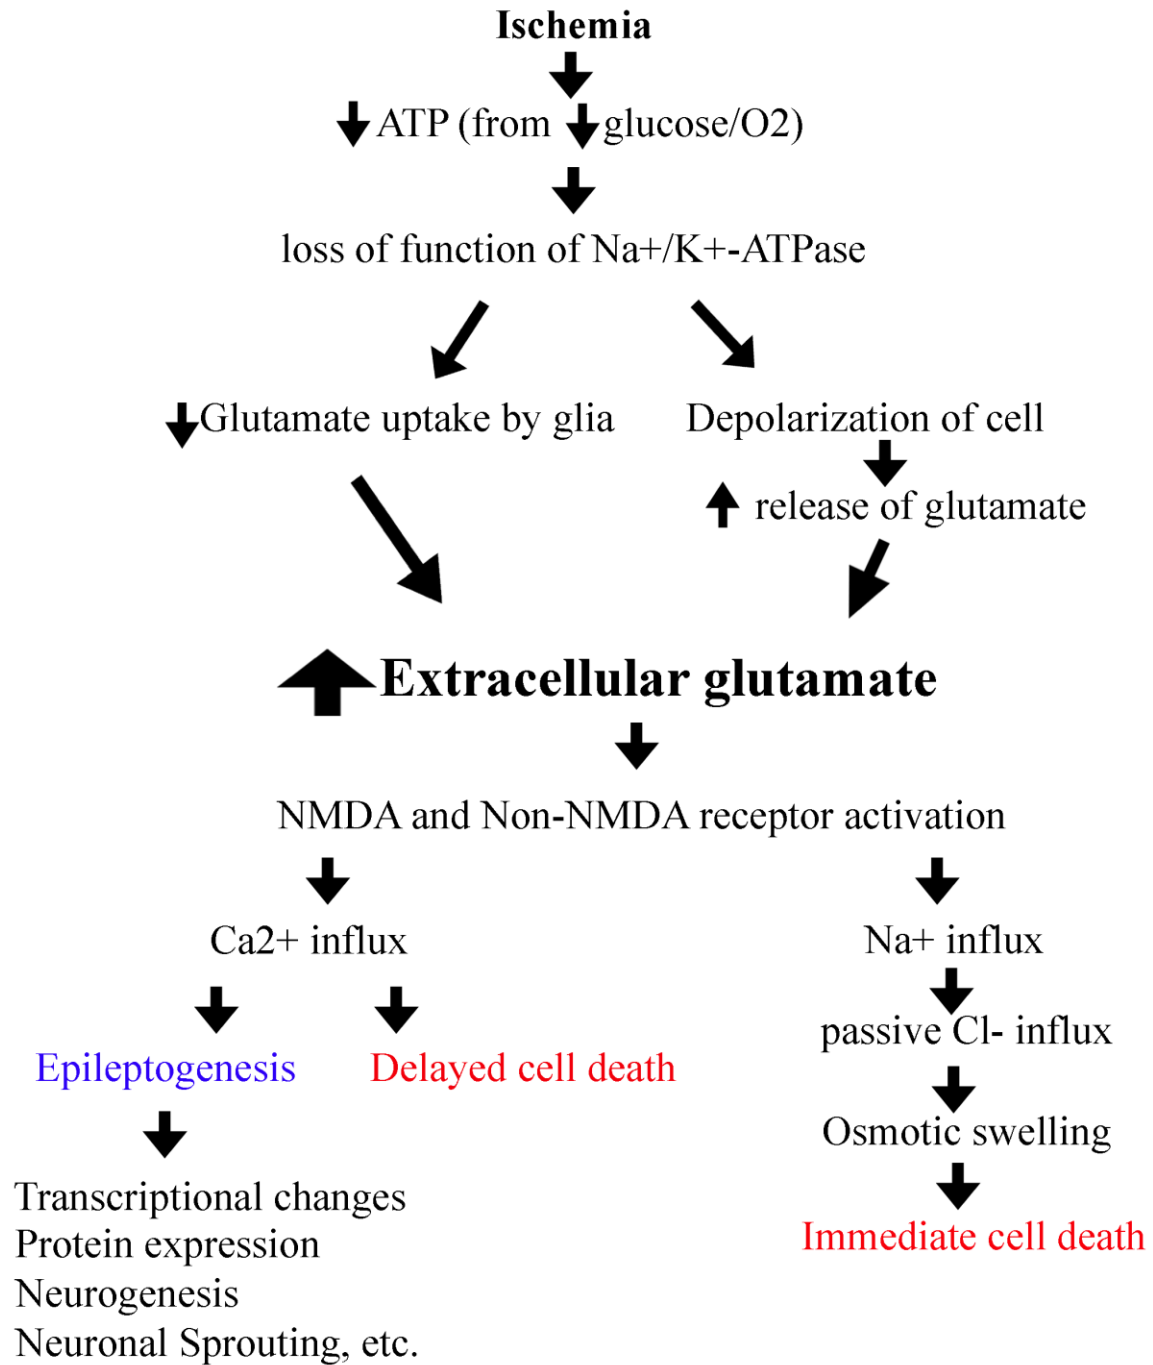 Ischemia
ATP (from glucose/O2)
loss of function of Na+/K+-ATPase
Glutamate uptake by glia
Depolarization of cell
release of glutamate
Extracellular glutamate
NMDA and Non-NMDA receptor activation
Ca2+ influx
Na+ influx
passive Cl- influx
Epileptogenesis
Delayed cell death
Osmotic swelling
Immediate cell death
Transcriptional changes
Protein expression
Neurogenesis
Neuronal Sprouting, etc.